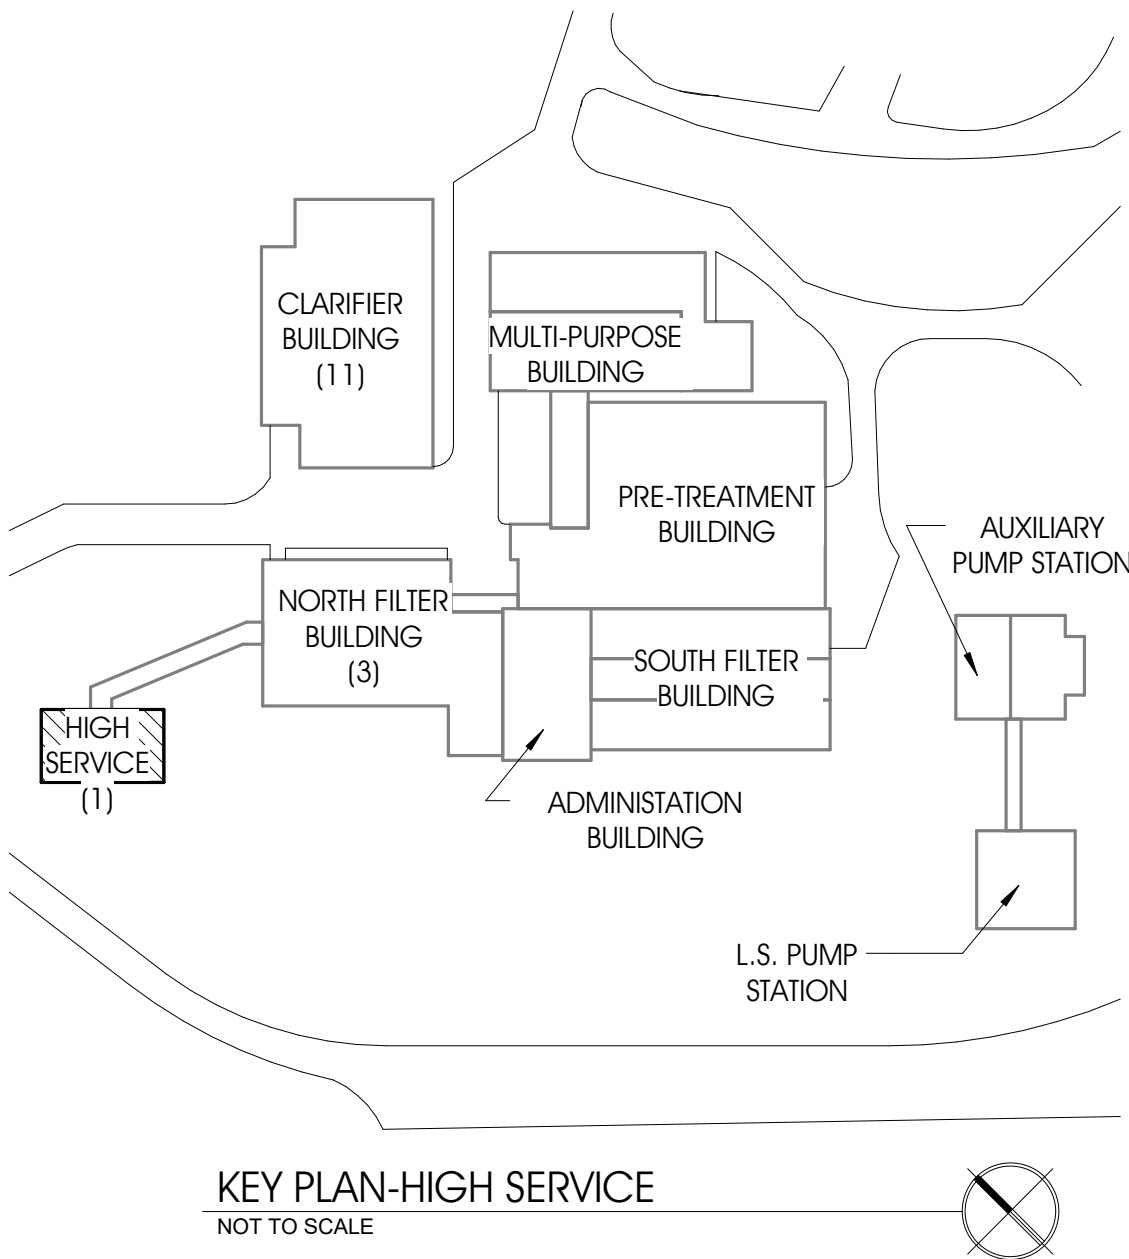 CLARIFIER
BUILDING
(11)
MULTI-PURPOSE
BUILDING
PRE-TREATMENT
BUILDING
AUXILIARY
PUMP STATION
NORTH FILTER
BUILDING
(3)
SOUTH FILTER
BUILDING
HIGH
SERVICE
(1)
ADMINISTATION
BUILDING
L.S. PUMP
STATION
KEY PLAN-HIGH SERVICE
NOT TO SCALE